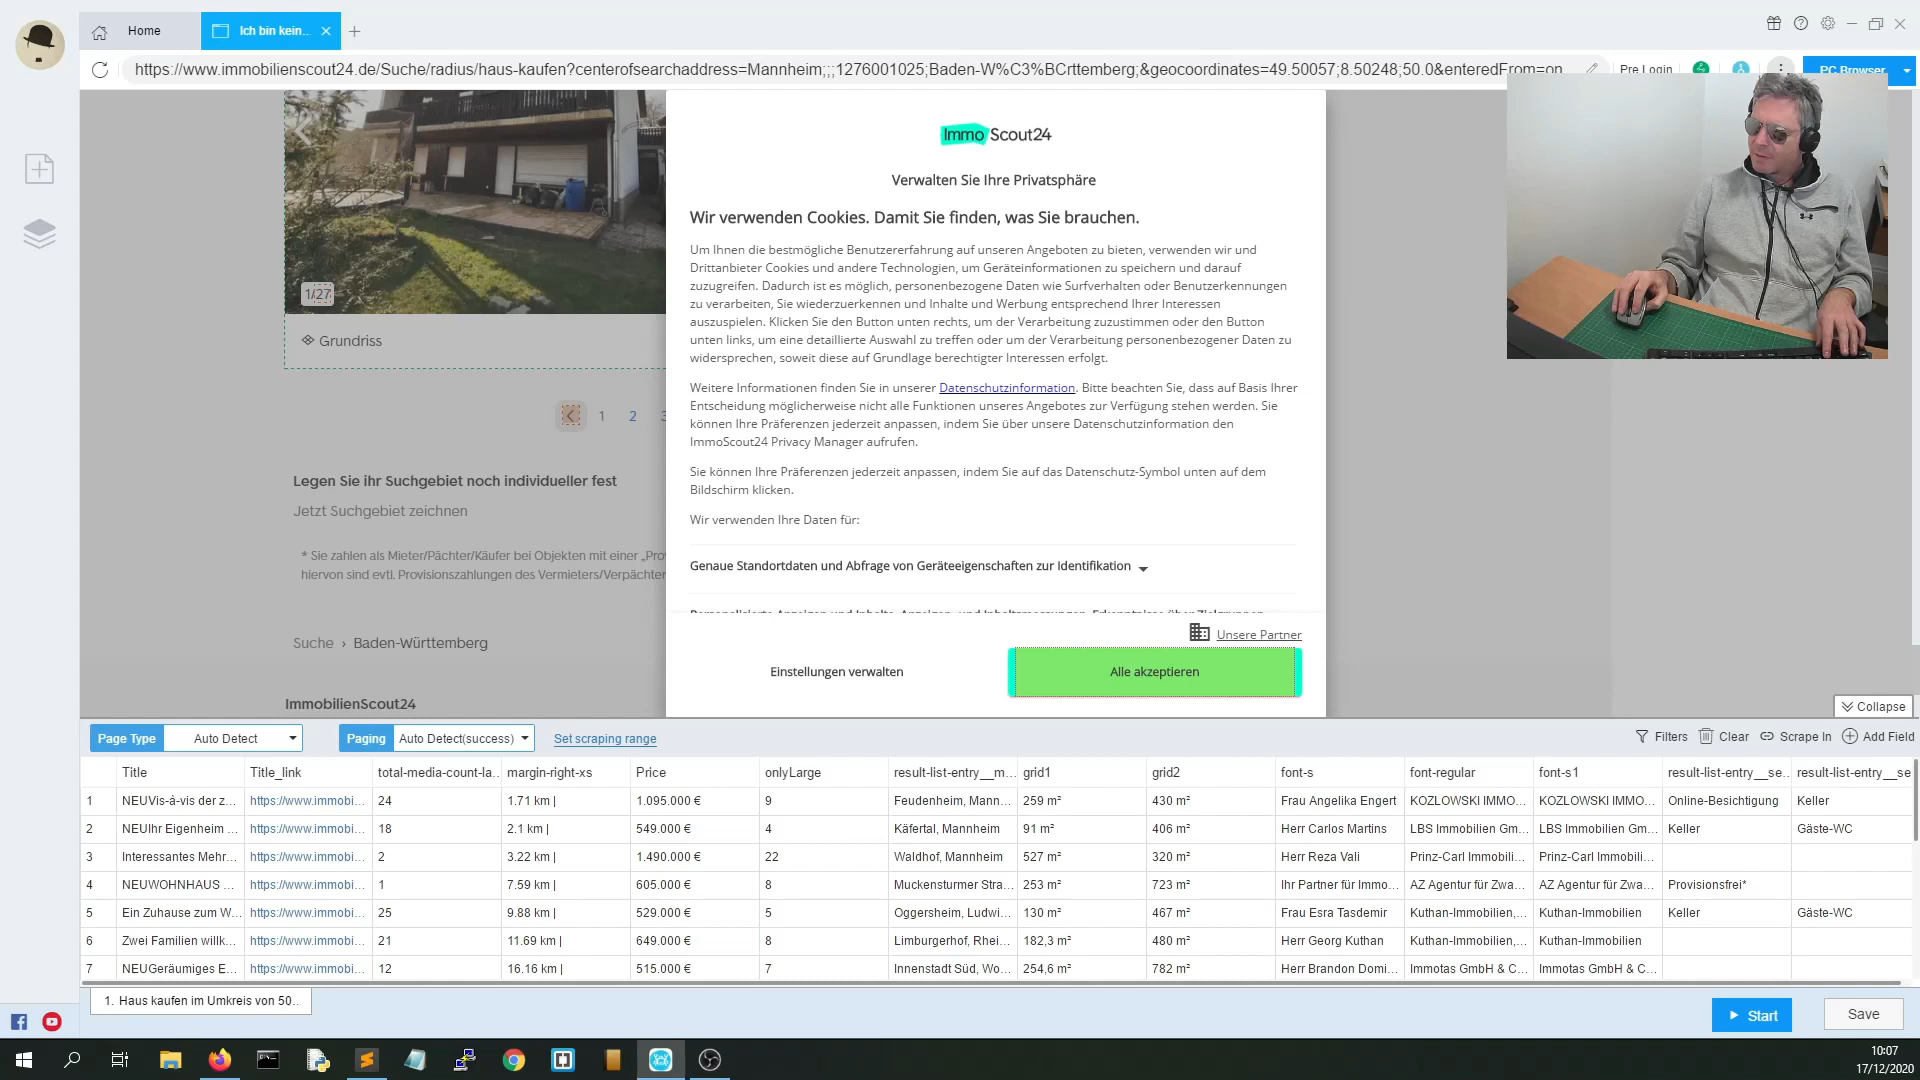 Home
Ich bin kein...
https://www.immobilienscout24.de/Suche/radius/haus-kaufen?centerofsearchaddress=Mannheim;;;1276001025;Baden-W%C3%BCrttemberg;&geocoordinates=49.50057;8.50248;50.0&enteredFrom=on
Pre Login
PC Browser
1/27
Grundriss
1 2
Legen Sie ihr Suchgebiet noch individueller fest
Jetzt Suchgebiet zeichnen
* Sie zahlen als Mieter/Pächter/Käufer bei Objekten mit einer „Pro
hiervon sind evtl. Provisionszahlungen des Vermieters/Verpächter
Suche › Baden-Württemberg
ImmobilienScout24
Immo Scout24
Verwalten Sie Ihre Privatsphäre
Wir verwenden Cookies. Damit Sie finden, was Sie brauchen.
Um Ihnen die bestmögliche Benutzererfahrung auf unseren Angeboten zu bieten, verwenden wir und
Drittanbieter Cookies und andere Technologien, um Geräteinformationen zu speichern und darauf
zuzugreifen. Dadurch ist es möglich, personenbezogene Daten wie Surfverhalten oder Benutzerkennungen
zu verarbeiten, Sie wiederzuerkennen und Inhalte und Werbung entsprechend Ihrer Interessen
auszuspielen. Klicken Sie den Button unten rechts, um der Verarbeitung zuzustimmen oder den Button
unten links, um eine detaillierte Auswahl zu treffen oder um der Verarbeitung personenbezogener Daten zu
widersprechen, soweit diese auf Grundlage berechtigter Interessen erfolgt.
Weitere Informationen finden Sie in unserer Datenschutzinformation. Bitte beachten Sie, dass auf Basis Ihrer
Entscheidung möglicherweise nicht alle Funktionen unseres Angebotes zur Verfügung stehen werden. Sie
können Ihre Präferenzen jederzeit anpassen, indem Sie über unsere Datenschutzinformation den
ImmoScout24 Privacy Manager aufrufen.
Sie können Ihre Präferenzen jederzeit anpassen, indem Sie auf das Datenschutz-Symbol unten auf dem
Bildschirm klicken.
Wir verwenden Ihre Daten für:
Genaue Standortdaten und Abfrage von Geräteeigenschaften zur Identifikation
Unsere Partner
Einstellungen verwalten
Alle akzeptieren
Collapse
Page Type Auto Detect Paging Auto Detect(success) Set scraping range Filters Clear Scrape In Add Field
Title Title_link total-media-count-la... margin-right-xs Price onlyLarge result-list-entry__m... grid1 grid2 font-s font-regular font-s1 result-list-entry__se... result-list-entry__se
1 NEUVis-à-vis der z... https://www.immobi... 24 1.71 km | 1.095.000 € 9 Feudenheim, Mann... 259 m² 430 m² Frau Angelika Engert KOZLOWSKI IMMO... KOZLOWSKI IMMO... Online-Besichtigung Keller
2 NEUIhr Eigenheim ... https://www.immobi... 18 2.1 km | 549.000 € 4 Käfertal, Mannheim 91 m² 406 m² Herr Carlos Martins LBS Immobilien Gm... LBS Immobilien Gm... Keller Gäste-WC
3 Interessantes Mehr... https://www.immobi... 2 3.22 km | 1.490.000 € 22 Waldhof, Mannheim 527 m² 320 m² Herr Reza Vali Prinz-Carl Immobili... Prinz-Carl Immobili...
4 NEUWOHNHAUS ... https://www.immobi... 1 7.59 km | 605.000 € 8 Muckensturmer Stra... 253 m² 723 m² Ihr Partner für Immo... AZ Agentur für Zwa... AZ Agentur für Zwa... Provisionsfrei*
5 Ein Zuhause zum W... https://www.immobi... 25 9.88 km | 529.000 € 5 Oggersheim, Ludwi... 130 m² 467 m² Frau Esra Tasdemir Kuthan-Immobilien,... Kuthan-Immobilien Keller Gäste-WC
6 Zwei Familien willk... https://www.immobi... 21 11.69 km | 649.000 € 8 Limburgerhof, Rhei... 182,3 m² 480 m² Herr Georg Kuthan Kuthan-Immobilien,... Kuthan-Immobilien
7 NEUGeräumiges E... https://www.immobi... 12 16.16 km | 515.000 € 7 Innenstadt Süd, Wo... 254,6 m² 782 m² Herr Brandon Domi... Immotas GmbH & C... Immotas GmbH & C...
1. Haus kaufen im Umkreis von 50...
Start
Save
10:07
17/12/2020